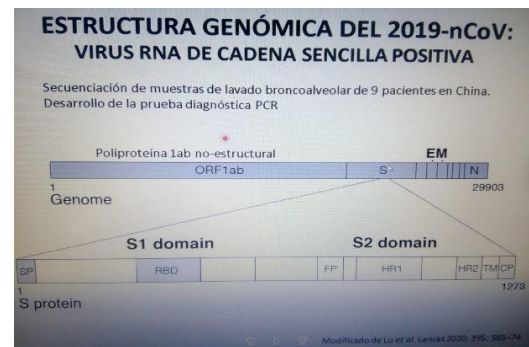 ESTRUCTURA GENÓMICA DEL 2019-nCoV:
VIRUS RNA DE CADENA SENCILLA POSITIVA
Secuenciación de muestras de lavado broncoalveolar de 9 pacientes en China.
Desarrollo de la prueba diagnóstica PCR
Poliproteina 1ab no-estructural
EM
ORF1ab
S
N
1
29903
Genome
S1 domain
S2 domain
SP
RBD
FP
HR1
HR2
TM
CP
1
1273
S protein
Modificado de Lu et al. Lancet 2020; 395: 565-74